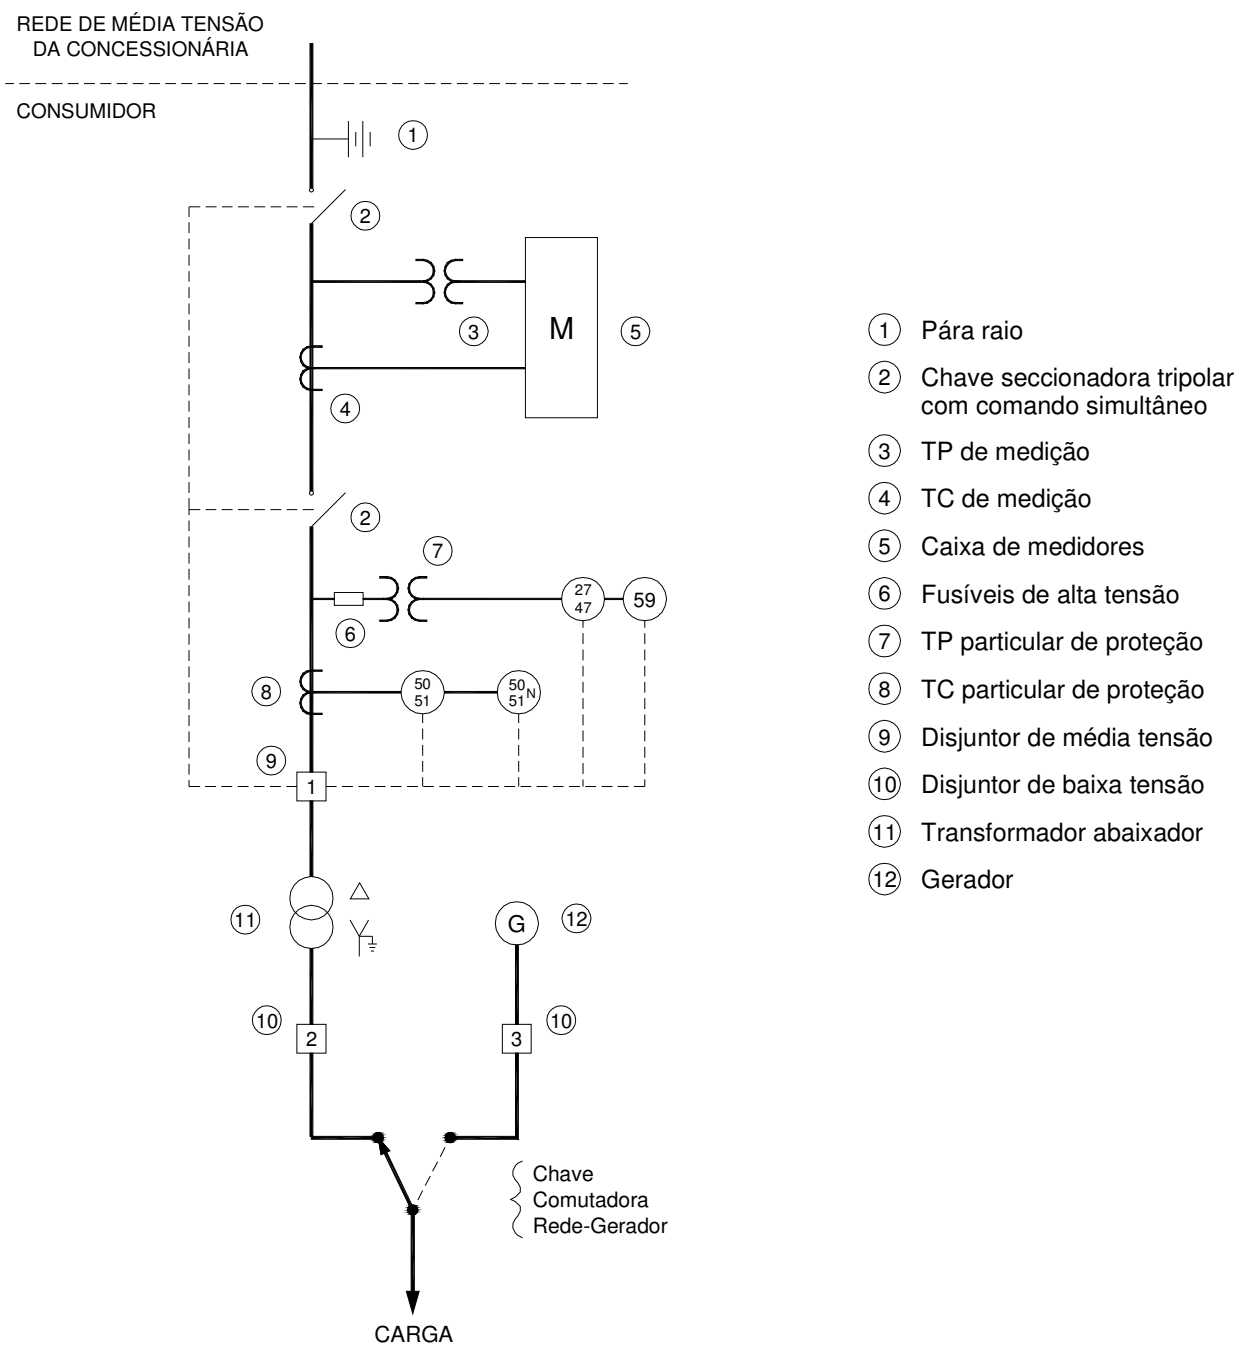 REDE DE MÉDIA TENSÃO
DA CONCESSIONÁRIA
CONSUMIDOR
1
2
3
M
5
4
2
7
6
27
47
59
8
50
51
50
51 N
9
1
11
G
12
10
2
3
10
Chave
Comutadora
Rede-Gerador
CARGA
1 Pára raio
2 Chave seccionadora tripolar
com comando simultâneo
3 TP de medição
4 TC de medição
5 Caixa de medidores
6 Fusíveis de alta tensão
7 TP particular de proteção
8 TC particular de proteção
9 Disjuntor de média tensão
10 Disjuntor de baixa tensão
11 Transformador abaixador
12 Gerador